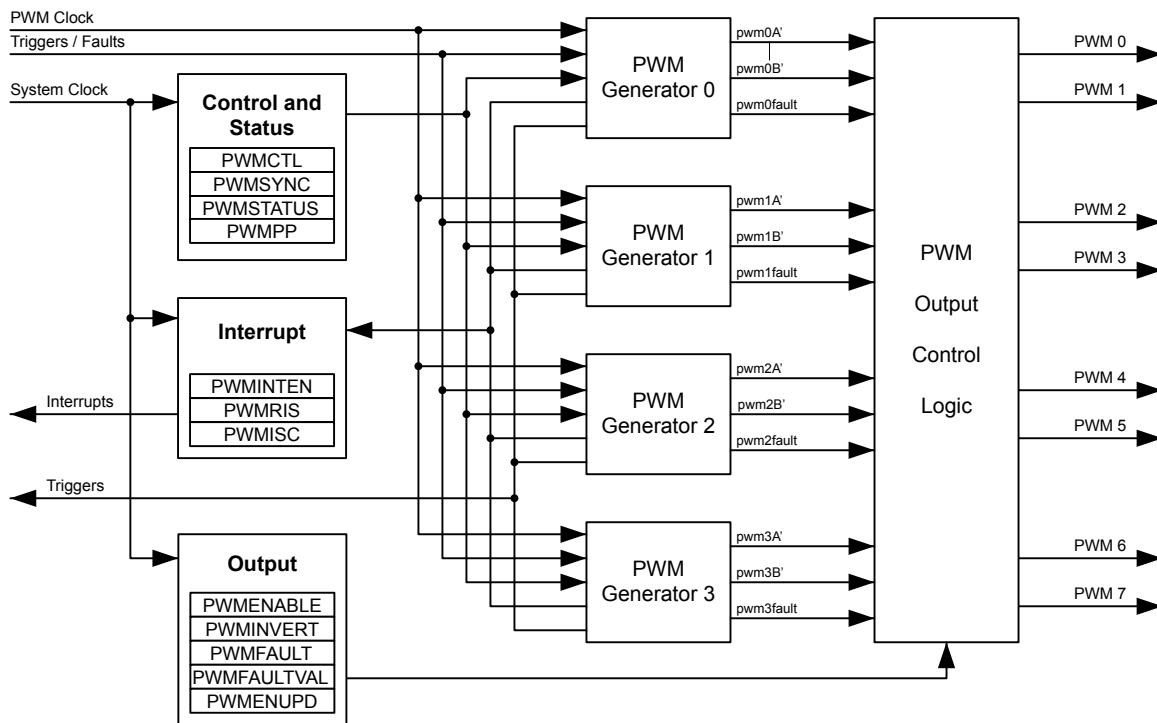 PWM Clock
Triggers / Faults
System Clock
Control and
Status
PWMCTL
PWMSYNC
PWMSTATUS
PWMPP
Interrupt
PWMINTEN
PWMRIS
PWMISC
Interrupts
Triggers
Output
PWMENABLE
PWMINVERT
PWMFAULT
PWMFAULTVAL
PWMENUPD
PWM
Generator 0
pwm0A'
pwm0B'
pwm0fault
PWM
Generator 1
pwm1A'
pwm1B'
pwm1fault
PWM
Generator 2
pwm2A'
pwm2B'
pwm2fault
PWM
Generator 3
pwm3A'
pwm3B'
pwm3fault
PWM
Output
Control
Logic
PWM 0
PWM 1
PWM 2
PWM 3
PWM 4
PWM 5
PWM 6
PWM 7